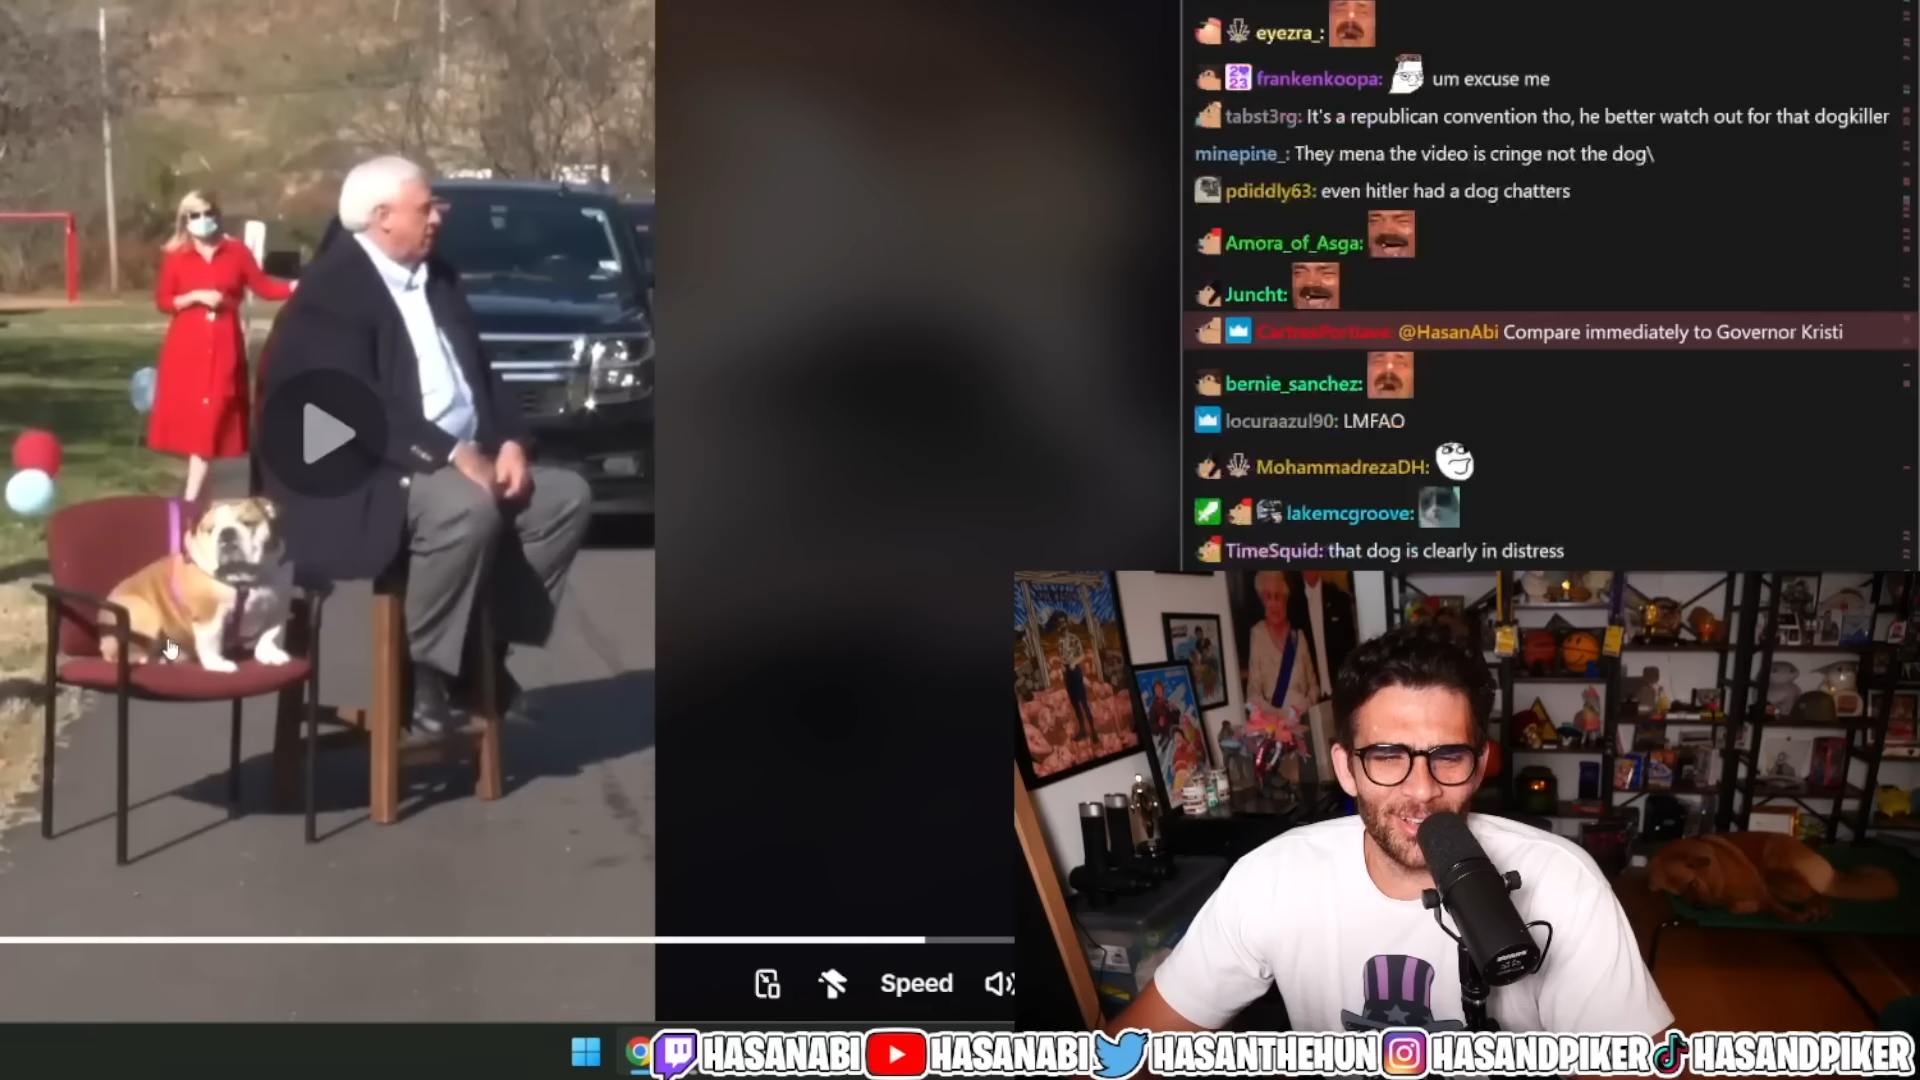 eyezra_:
frankenkoopa: um excuse me
tabst3rg: It's a republican convention tho, he better watch out for that dogkiller
minepine_: They mena the video is cringe not the dog\
pdiddly63: even hitler had a dog chatters
Amora_of_Asga:
Juncht:
CactresPortiave: @HasanAbi Compare immediately to Governor Kristi
bernie_sanchez:
locuraazul90: LMFAO
MohammadrezaDH:
lakemcgroove:
TimeSquid: that dog is clearly in distress
Speed
HASANABI HASANABI HASANTHEHUN HASANDPIKER HASANDPIKER